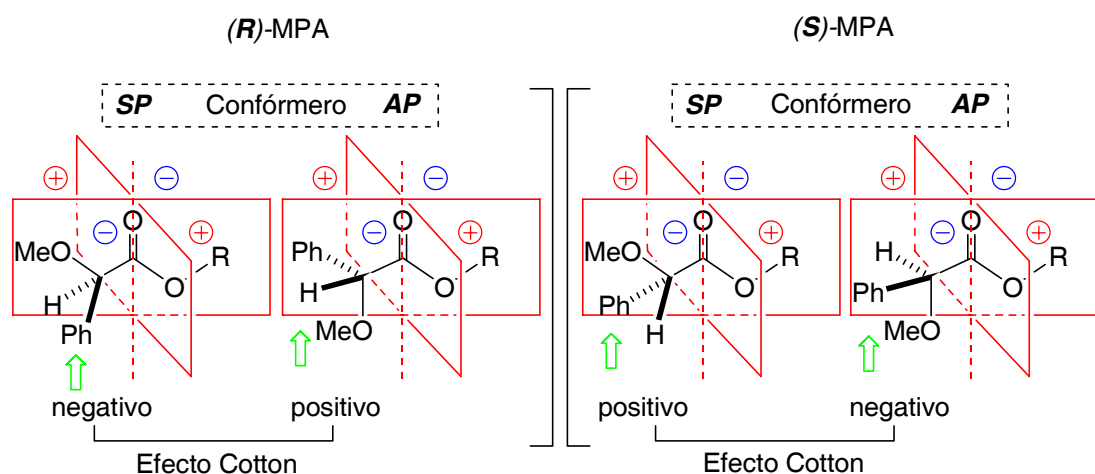 (R)-MPA
(S)-MPA
SP Confórmero AP
SP Confórmero AP
+ − + − + − + −
− + − + − + − +
O O O O
MeO R Ph R MeO R H R
H O H O Ph O Ph O
Ph MeO H MeO
negativo positivo positivo negativo
Efecto Cotton
Efecto Cotton